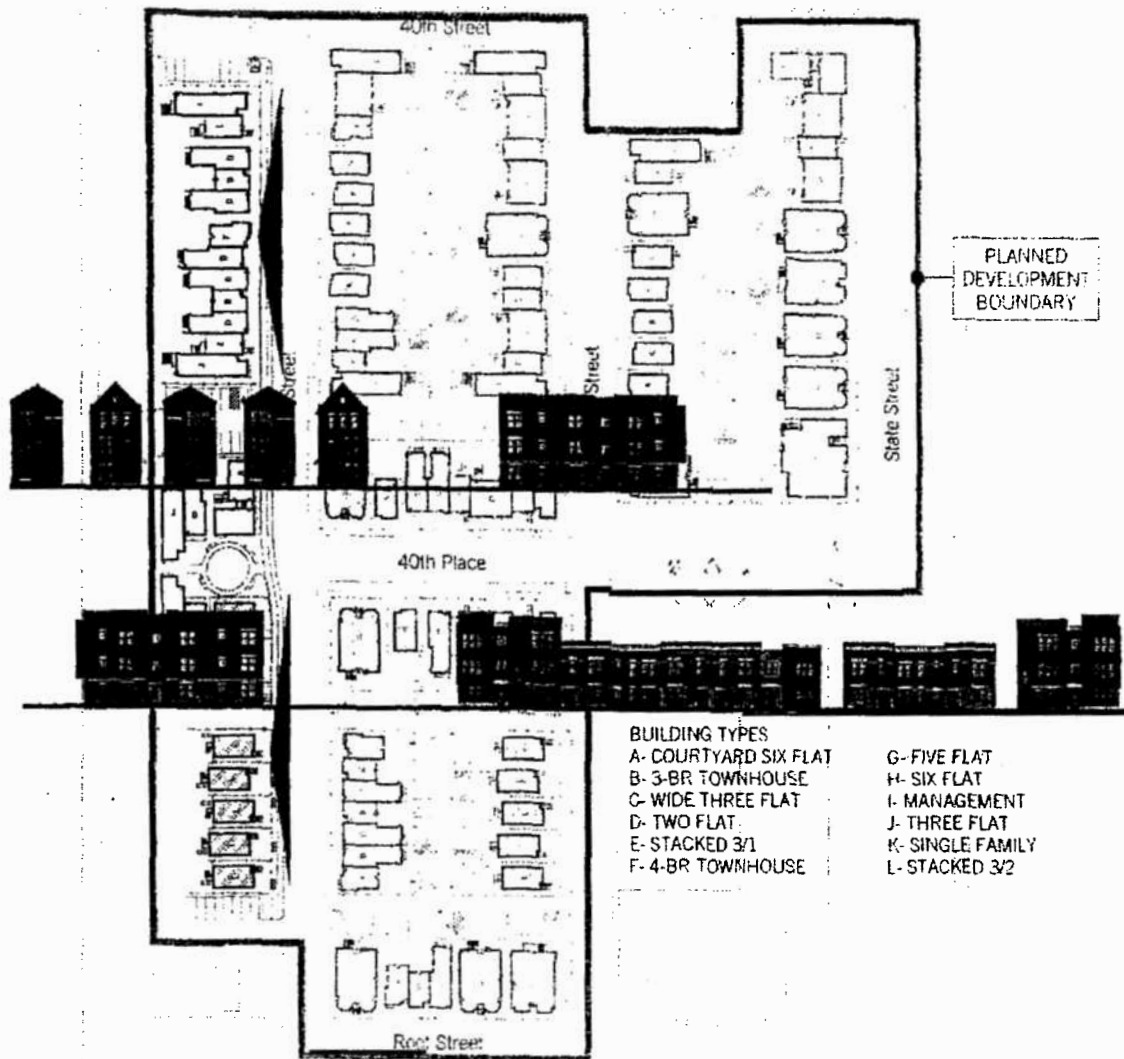 40th Street
PLANNED
DEVELOPMENT
BOUNDARY
Street
Street
State Street
40th Place
BUILDING TYPES
A- COURTYARD SIX FLAT
B- 3-BR TOWNHOUSE
C- WIDE THREE FLAT
D- TWO FLAT
E- STACKED 3/1
F- 4-BR TOWNHOUSE
G- FIVE FLAT
H- SIX FLAT
I- MANAGEMENT
J- THREE FLAT
K- SINGLE FAMILY
L- STACKED 3/2
Root Street